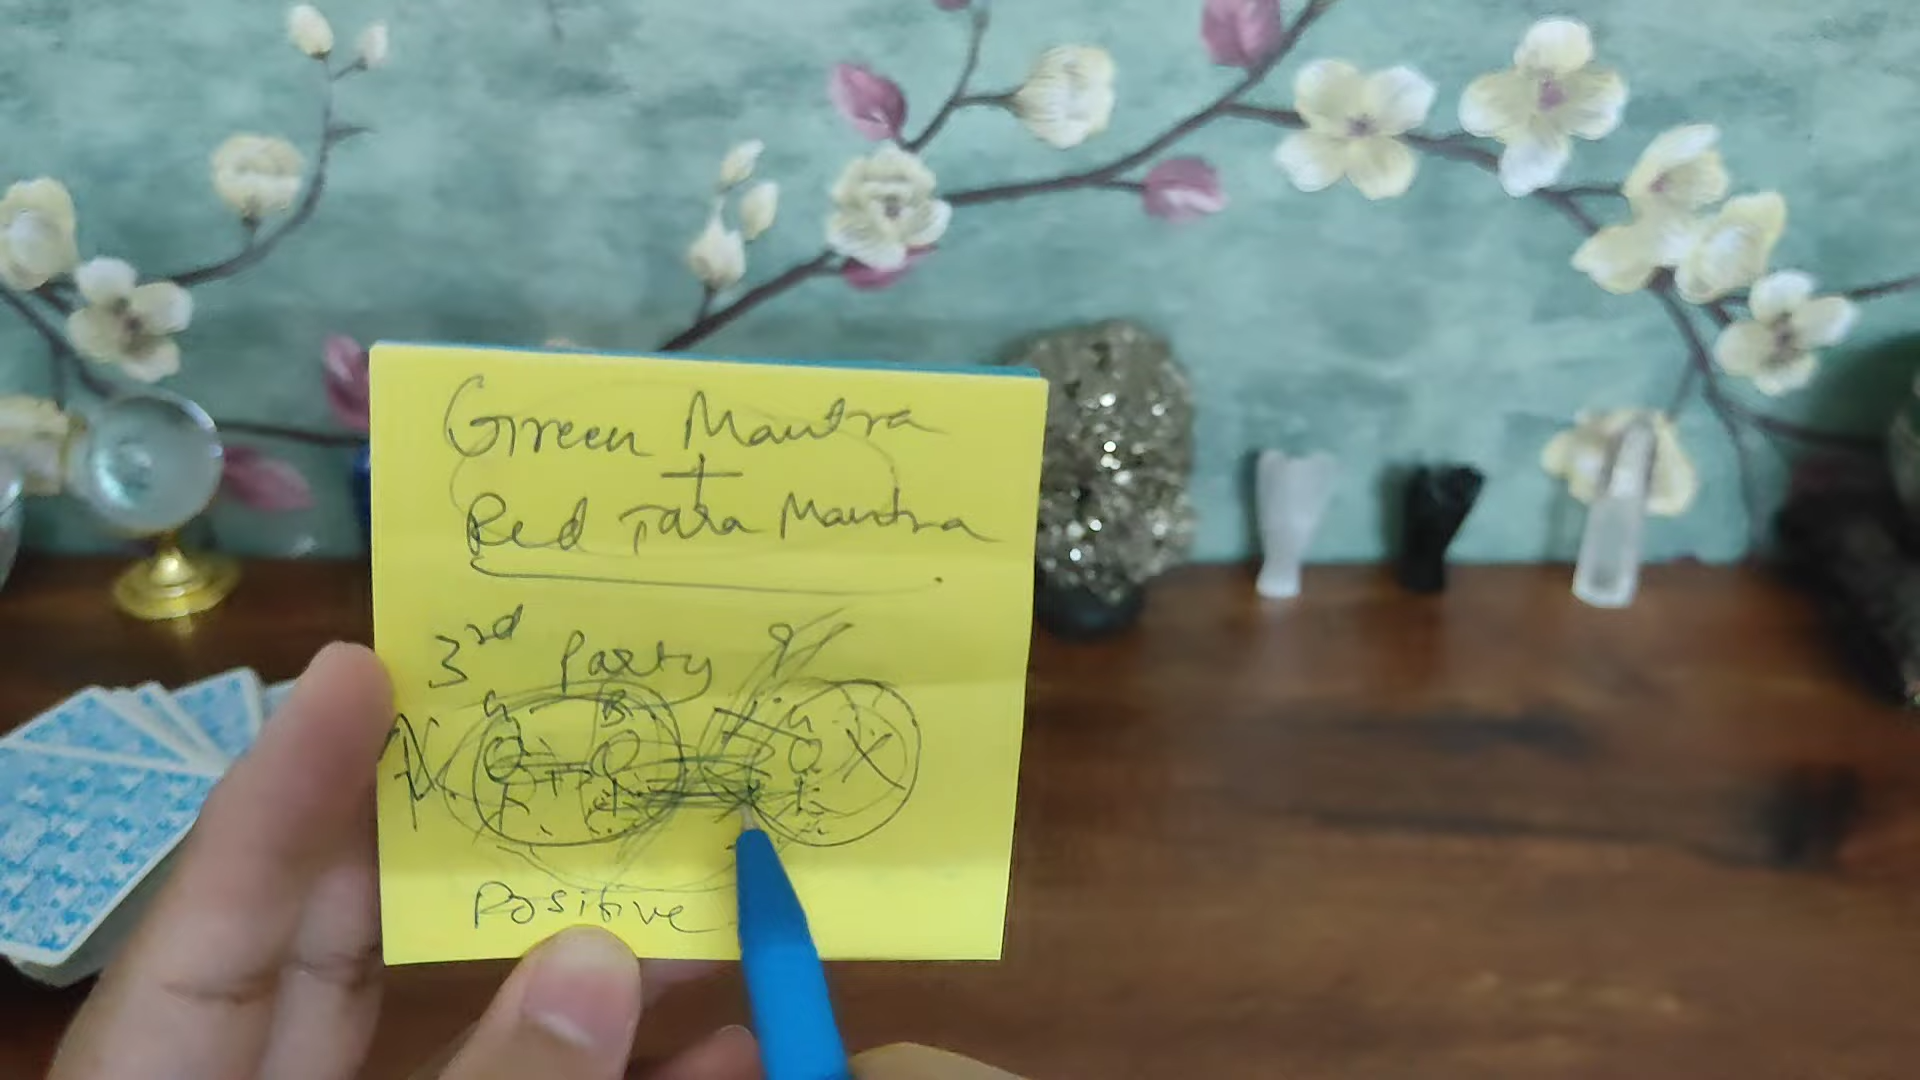 Green Mantra
+
Red Tara Mantra
3rd Party ?
G B G
X
Positive